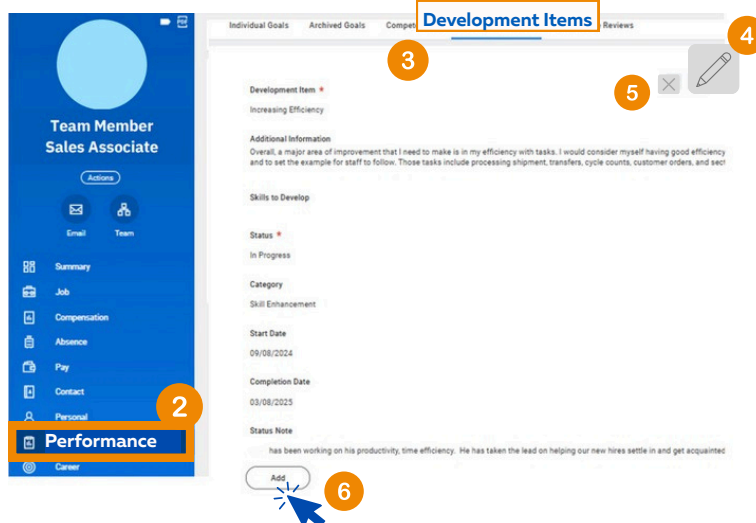 Individual Goals Archived Goals Development Items Reviews
4
3
5
Development Item *
Increasing Efficiency
Additional Information
Overall, a major area of improvement that I need to make is in my efficiency with tasks. I would consider myself having good efficiency
and to set the example for staff to follow. Those tasks include processing shipment, transfers, cycle counts, customer orders, and
Skills to Develop
Status *
In Progress
Category
Skill Enhancement
Start Date
09/08/2024
Completion Date
03/08/2025
Status Note
has been working on his productivity, time efficiency. He has taken the lead on helping our new hires settle in and get acquainted
Add
6
Team Member
Sales Associate
Actions
Email Team
Summary
Job
Compensation
Absence
Pay
Contact
Personal
2
Performance
Career